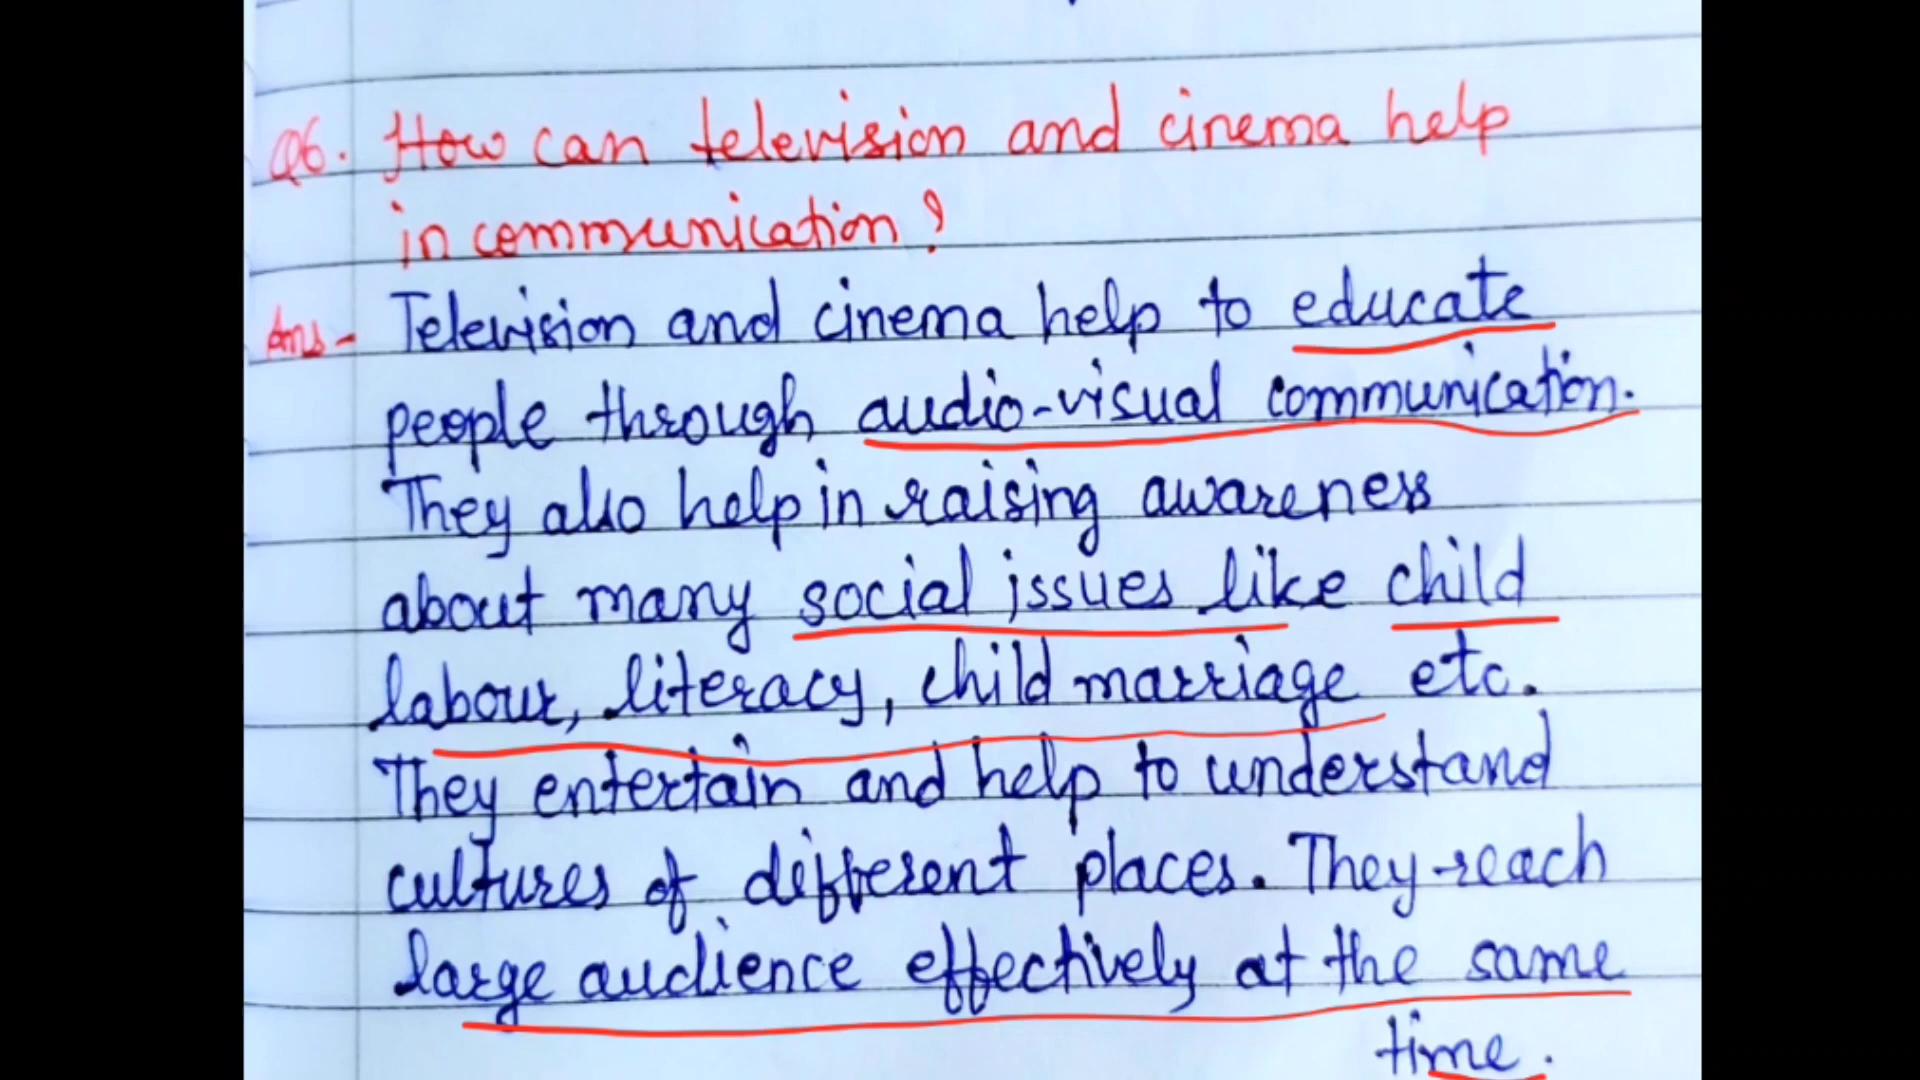 Q6. How can television and cinema help
in communication?
Ans- Television and cinema help to educate
people through audio-visual communication.
They also help in raising awareness
about many social issues like child
labour, literacy, child marriage etc.
They entertain and help to understand
cultures of different places. They reach
large audience effectively at the same
time.